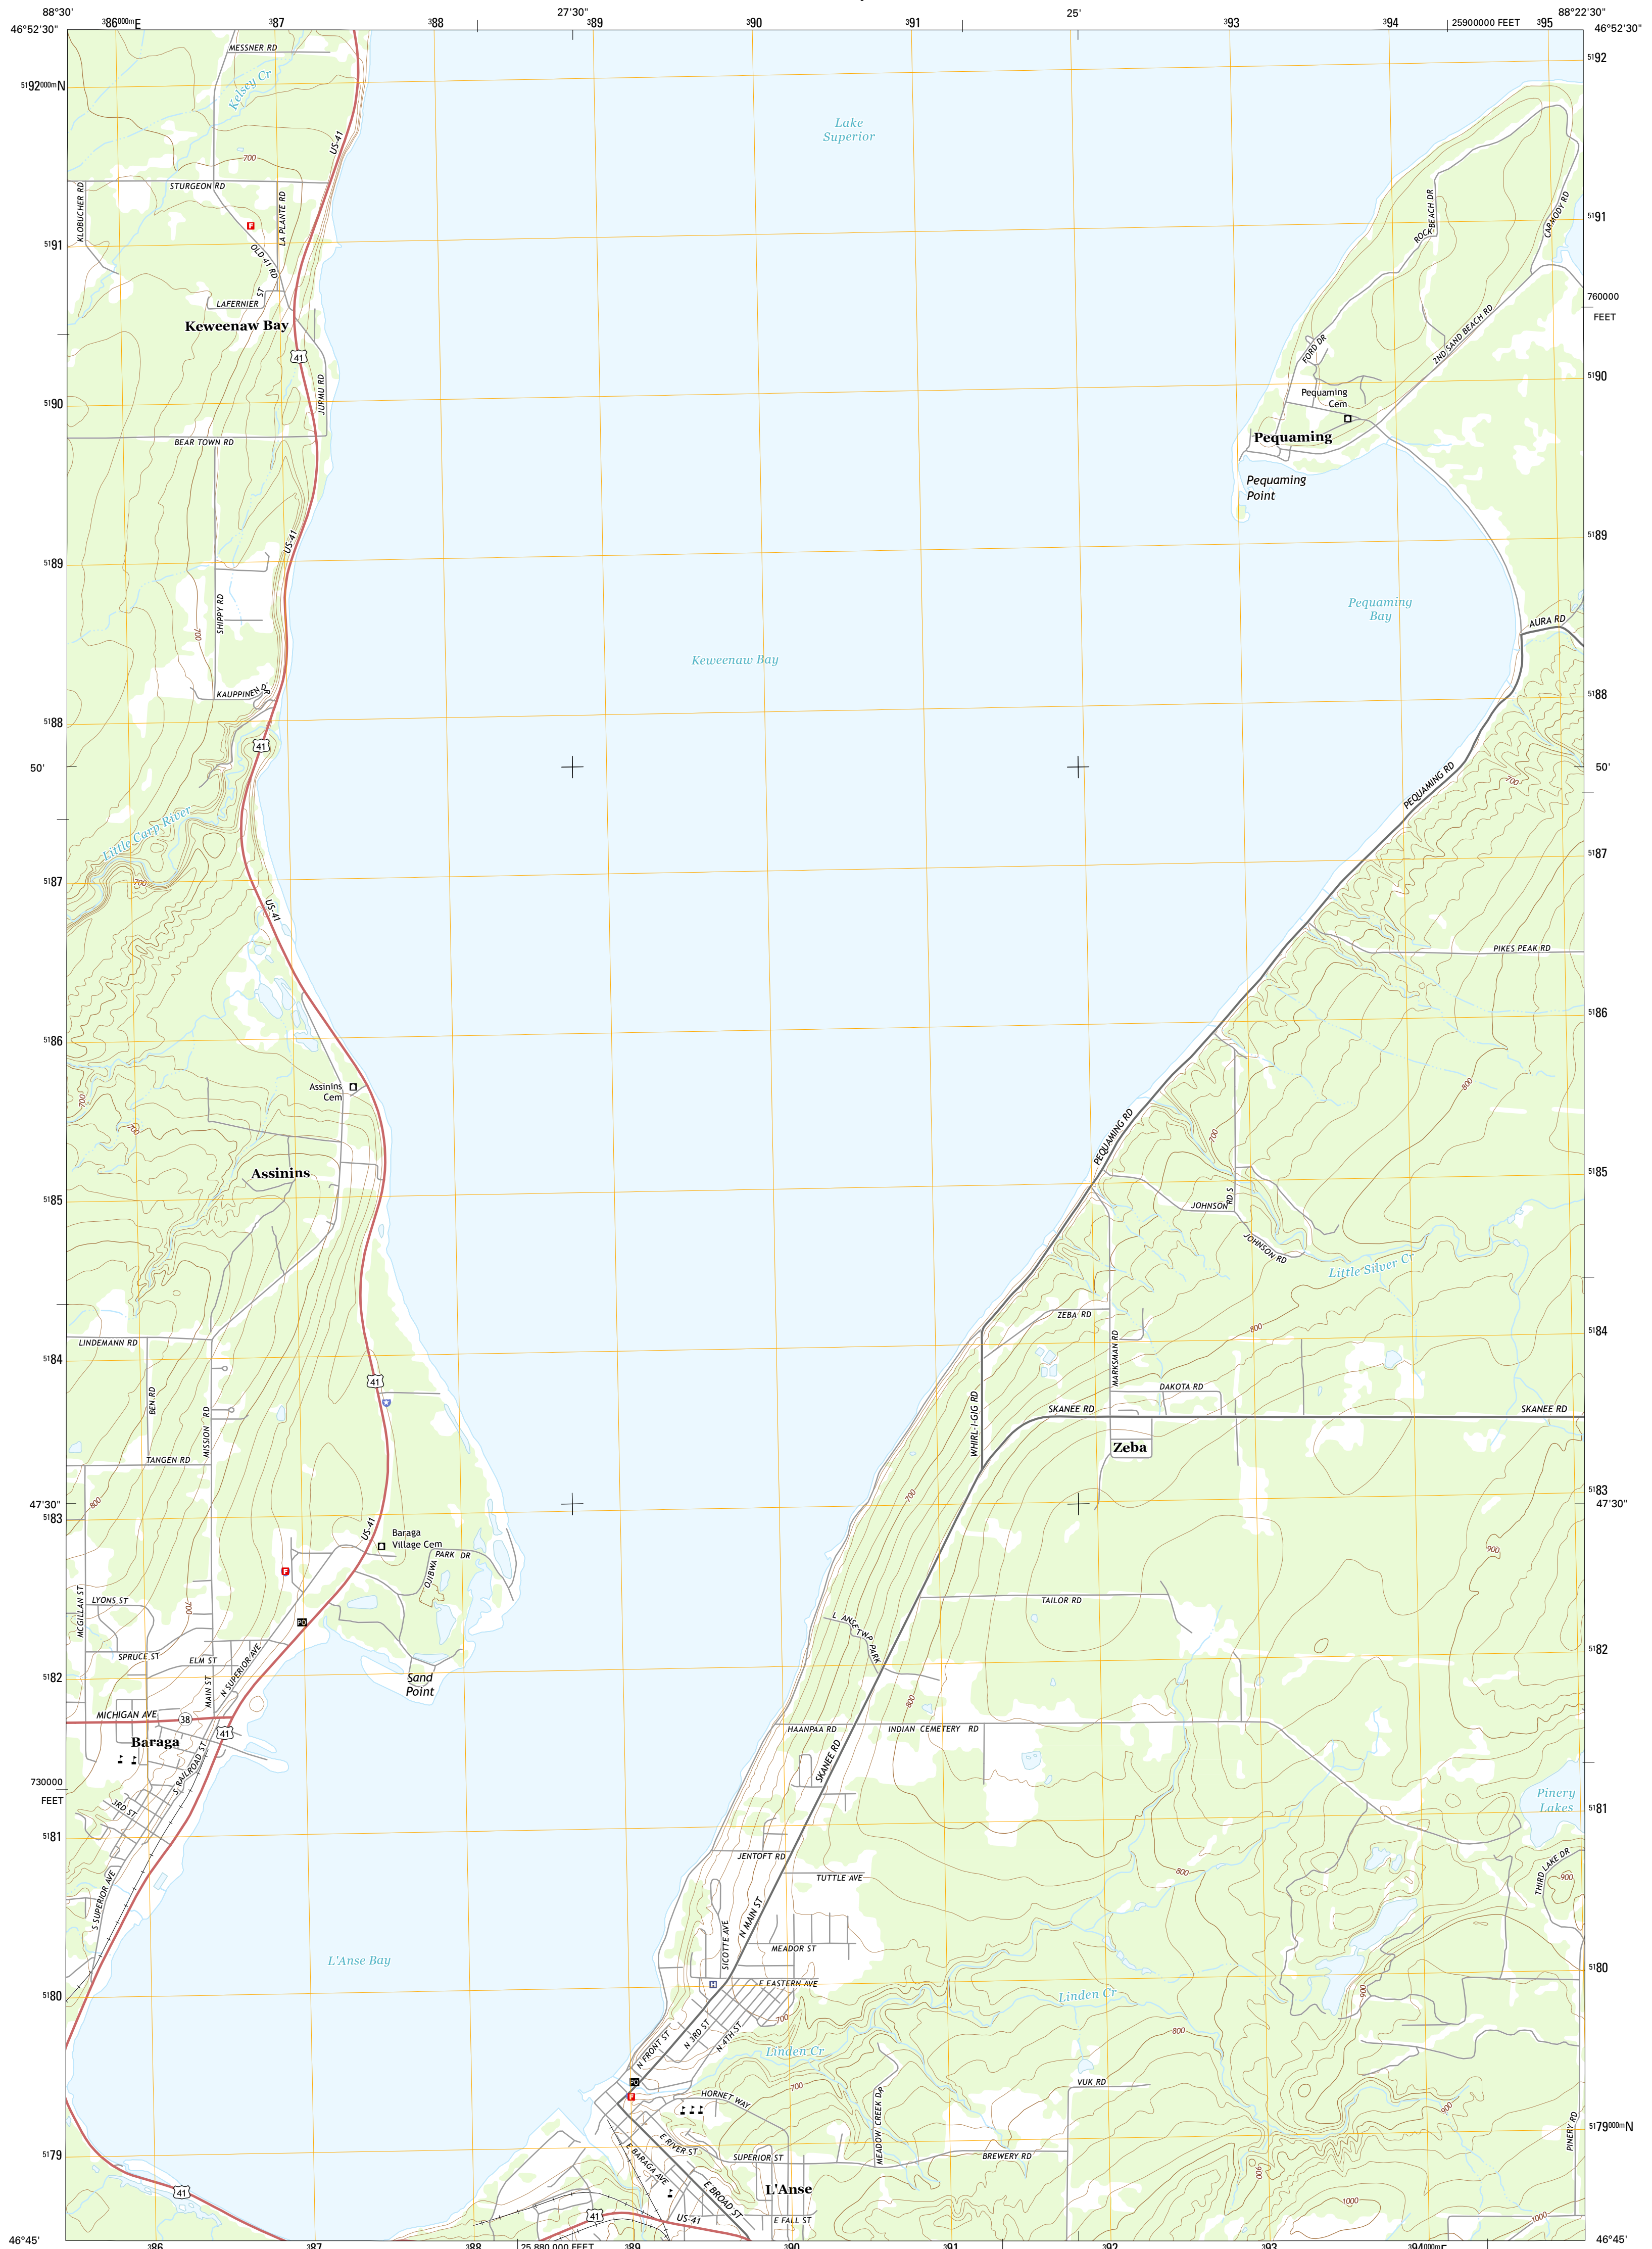 88°30'
³86⁰⁰⁰ᵐE
³87
³88
27'30"
³89
³90
³91
25'
³93
³94
25900000 FEET
³95
88°22'30"
46°52'30"
46°52'30"
MESSNER RD
Kelsey Cr
⁵¹92⁰⁰⁰ᵐN
⁵¹92
US-41
Lake
Superior
700
STURGEON RD
KLOBUCHER RD
LA PLANTE RD
F
OLD 41 RD
⁵¹91
⁵¹91
ROCK BEACH DR
CARMODY RD
LAFERNIER ST
760000
FEET
Keweenaw Bay
41
2ND SAND BEACH RD
FORD DR
JURMU RD
⁵¹90
⁵¹90
Pequaming
Cem
BEAR TOWN RD
Pequaming
Pequaming
Point
US-41
⁵¹89
⁵¹89
SHIPPY RD
700
Pequaming
Bay
AURA RD
Keweenaw Bay
KAUPPINEN DR
⁵¹88
⁵¹88
41
50'
50'
PEQUAMING RD
700
Little Carp River
700
⁵¹87
⁵¹87
US-41
PIKES PEAK RD
⁵¹86
⁵¹86
Assinins
Cem
700
700
800
PEQUAMING RD
700
Assinins
⁵¹85
⁵¹85
JOHNSON RD S
JOHNSON RD
Little Silver Cr
ZEBA RD
800
LINDEMANN RD
⁵¹84
⁵¹84
MARKSMAN RD
41
BEN RD
MISSION RD
DAKOTA RD
WHIRL-I-GIG RD
SKANEE RD
SKANEE RD
Zeba
TANGEN RD
800
700
47'30"
⁵¹83
⁵¹83
47'30"
US-41
Baraga
Village Cem
OJIBWA
PARK DR
900
F
MCGILLAN ST
LYONS ST
700
PO
TAILOR RD
L ANSE TWP PARK
SPRUCE ST
ELM ST
N SUPERIOR AVE
MAIN ST
Sand
Point
⁵¹82
⁵¹82
800
MICHIGAN AVE
38
41
HAANPAA RD
INDIAN CEMETERY RD
Baraga
S RAILROAD ST
SKANEE RD
730000
FEET
Pinery
Lakes
3RD ST
⁵¹81
⁵¹81
JENTOFT RD
TUTTLE AVE
800
THIRD LAKE DR
900
S SUPERIOR AVE
N MAIN ST
SICOTTE AVE
MEADOR ST
L'Anse Bay
⁵¹80
⁵¹80
H
E EASTERN AVE
Linden Cr
900
700
800
N FRONT ST
N 3RD ST
N 4TH ST
Linden Cr
PO
F
700
HORNET WAY
MEADOW CREEK DR
VUK RD
900
⁵¹79⁰⁰⁰ᵐN
PINERY RD
⁵¹79
E RIVER ST
E BARAGA AVE
SUPERIOR ST
BREWERY RD
900
41
L'Anse
E BROAD ST
1000
41
US-41
E FALL ST
1000
46°45'
46°45'
³86
³87
25 880 000 FEET
³89
³90
³91
³92
³93
³94⁰⁰⁰ᵐE